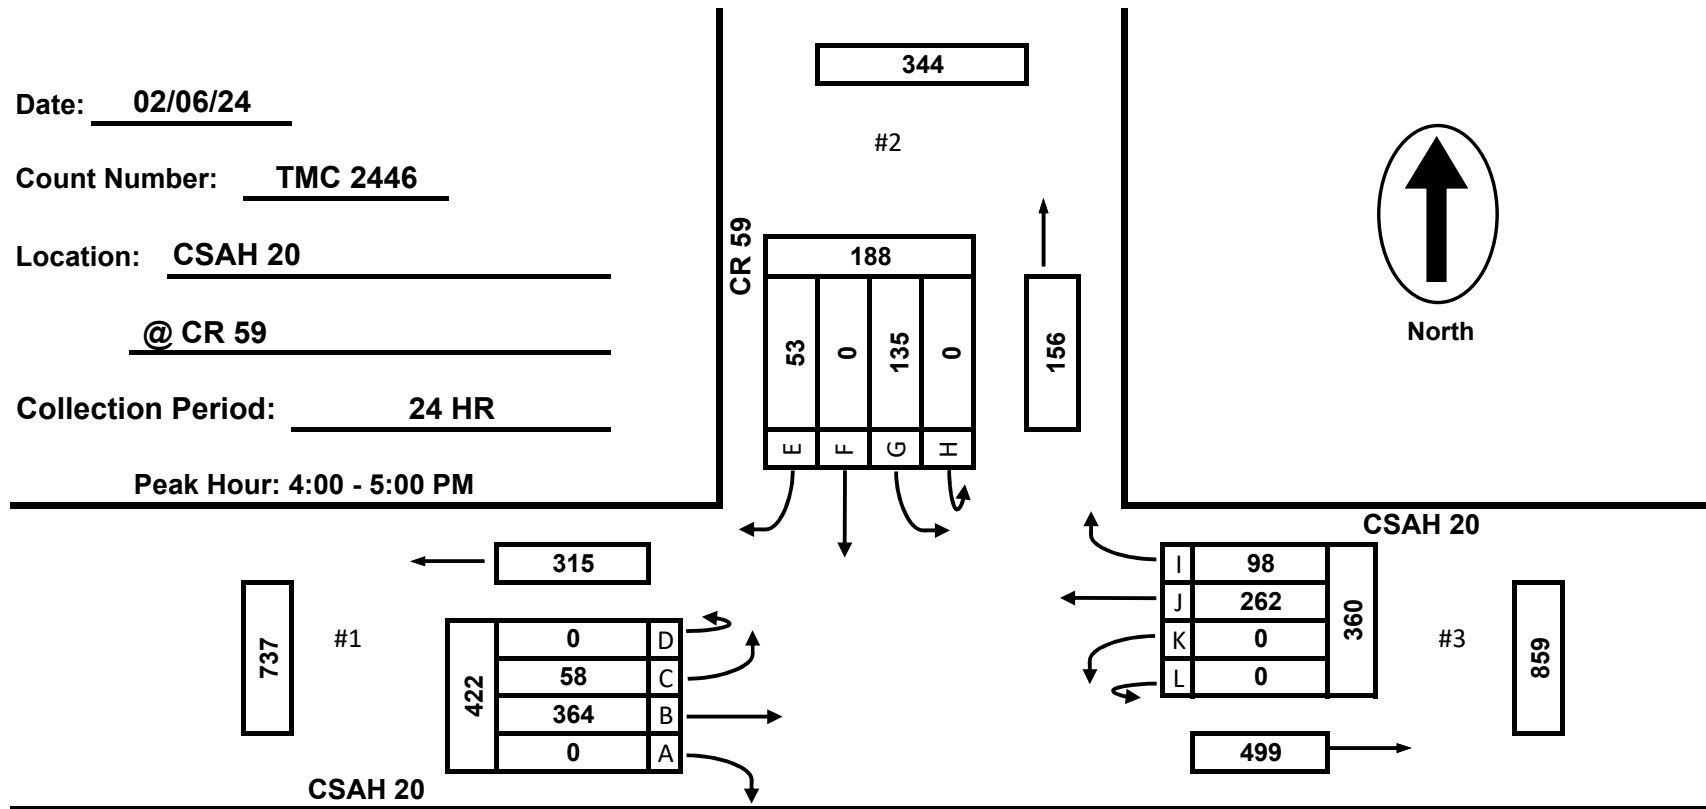 344
Date: 02/06/24
#2
Count Number: TMC 2446
CR 59
188
Location: CSAH 20
53 0 135 0
156
@ CR 59
North
Collection Period: 24 HR
E F G H
Peak Hour: 4:00 - 5:00 PM
CSAH 20
315
I 98
J 262
K 0
L 0
360
#3
859
737
#1
422
0 D
58 C
364 B
0 A
499
CSAH 20